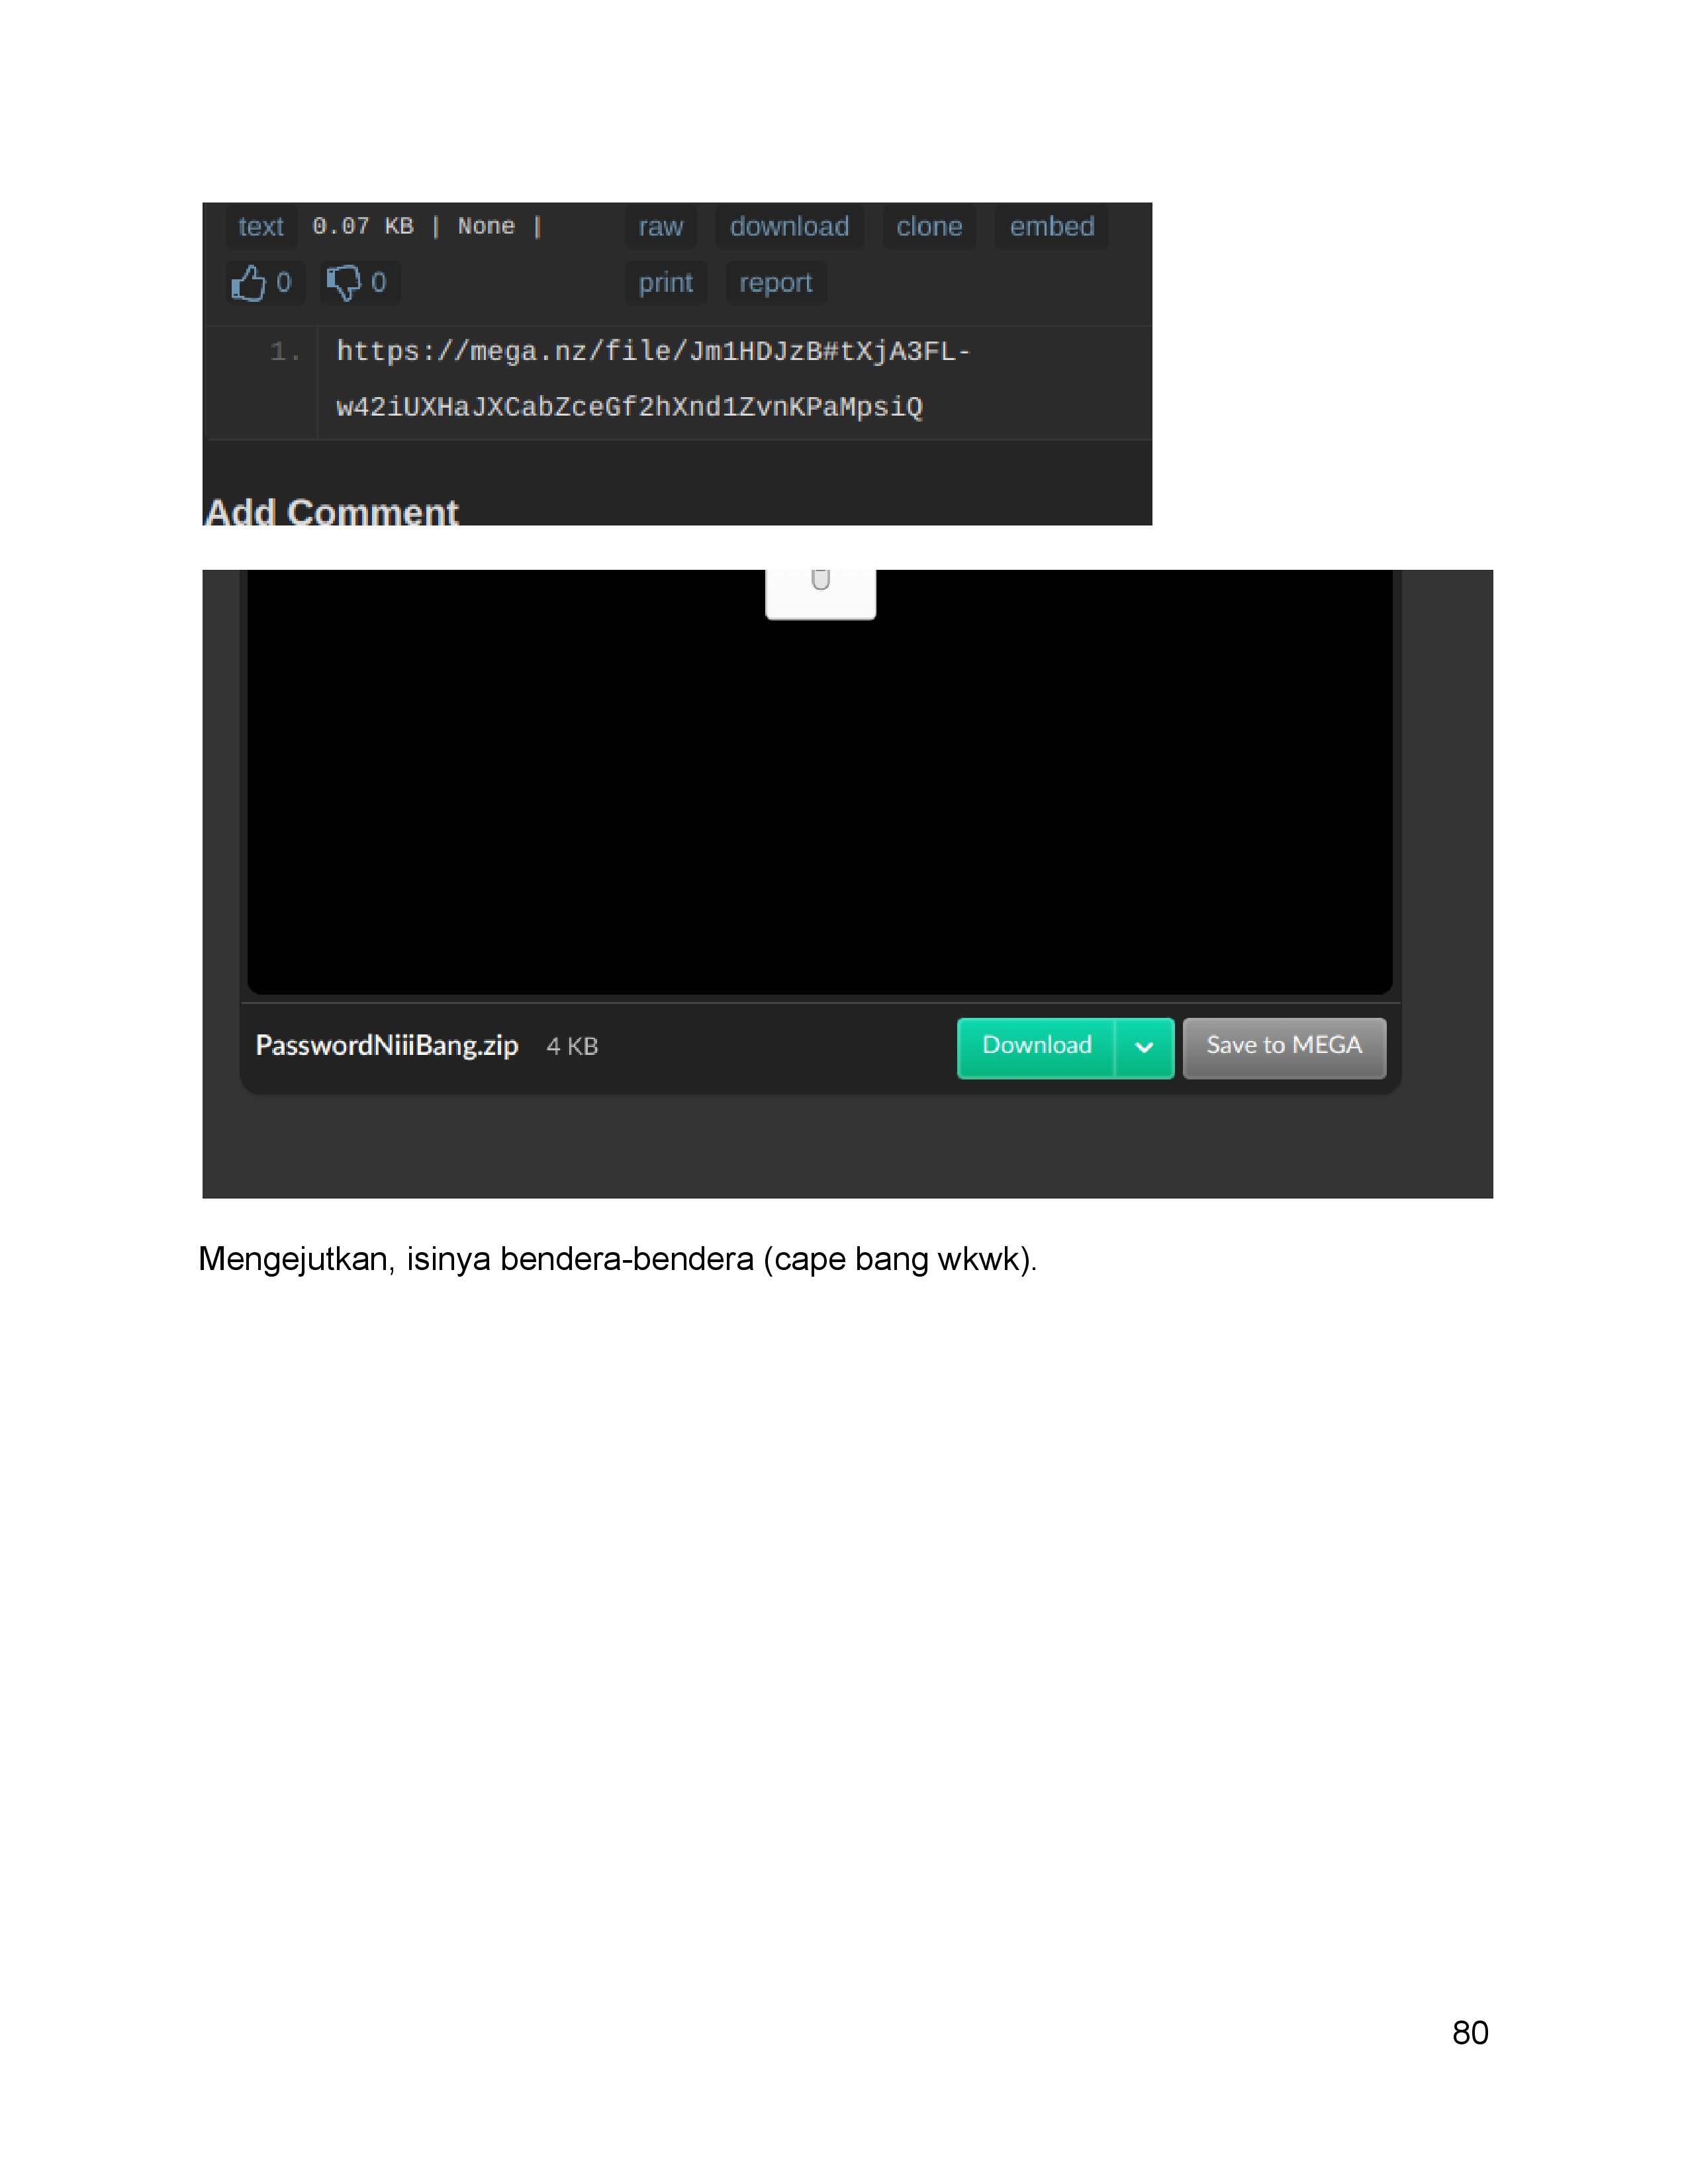 text 0.07 KB | None | raw download clone embed
0 0 print report
1. https://mega.nz/file/Jm1HDJzB#tXjA3FL-
w42iUXHaJXCabZceGf2hXnd1ZvnKPaMpsiQ
Add Comment
PasswordNiiiBang.zip 4 KB Download Save to MEGA
Mengejutkan, isinya bendera-bendera (cape bang wkwk).
80